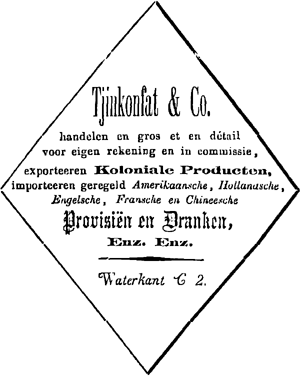 Tjinkonfat & Co.
handelen en gros et en détail
voor eigen rekening en in commissie,
exporteeren Koloniale Producten,
importeeren geregeld Amerikaansche, Hollandsche,
Engelsche, Fransche en Chineesche
Provisiën en Dranken,
Enz. Enz.
Waterkant C 2.